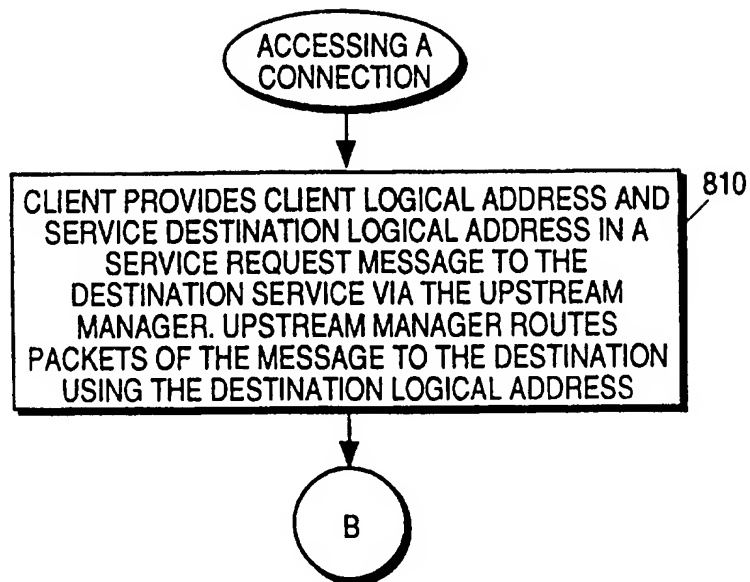 ACCESSING A
CONNECTION
810
CLIENT PROVIDES CLIENT LOGICAL ADDRESS AND
SERVICE DESTINATION LOGICAL ADDRESS IN A
SERVICE REQUEST MESSAGE TO THE
DESTINATION SERVICE VIA THE UPSTREAM
MANAGER. UPSTREAM MANAGER ROUTES
PACKETS OF THE MESSAGE TO THE DESTINATION
USING THE DESTINATION LOGICAL ADDRESS
B